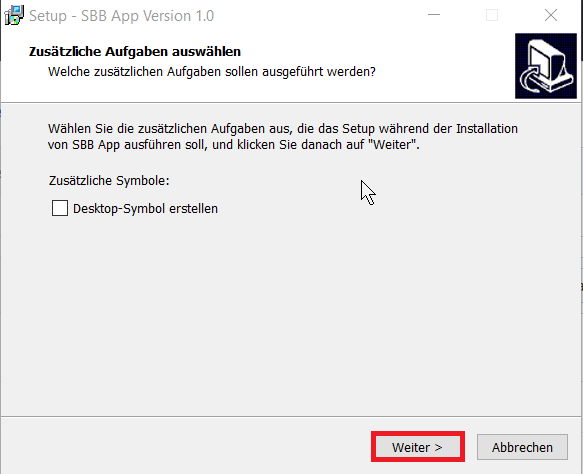 Setup - SBB App Version 1.0
Zusätzliche Aufgaben auswählen
Welche zusätzlichen Aufgaben sollen ausgeführt werden?
Wählen Sie die zusätzlichen Aufgaben aus, die das Setup während der Installation
von SBB App ausführen soll, und klicken Sie danach auf "Weiter".
Zusätzliche Symbole:
Desktop-Symbol erstellen
Weiter >
Abbrechen